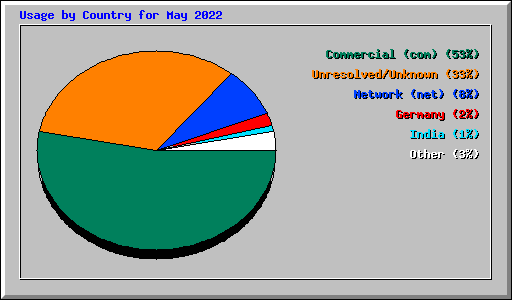 Usage by Country for May 2022
Commercial (com) (53%)
Unresolved/Unknown (33%)
Network (net) (8%)
Germany (2%)
India (1%)
Other (3%)